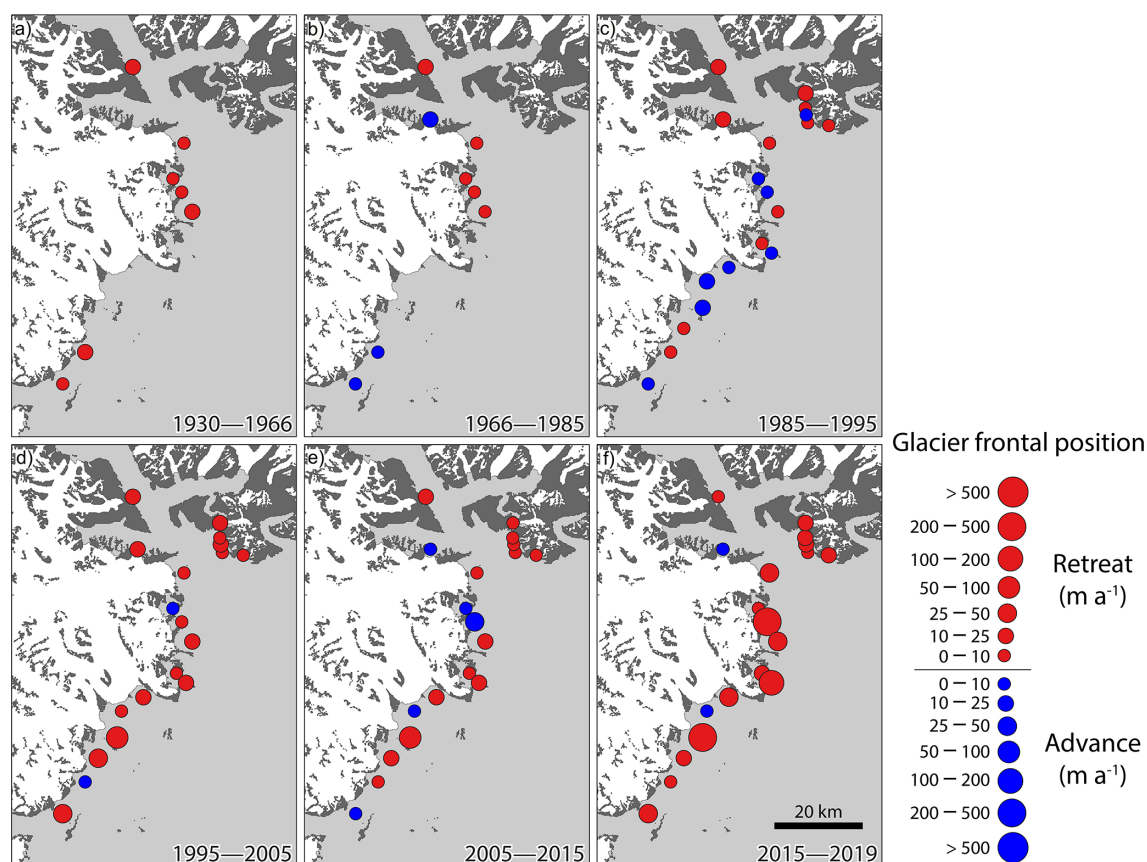 a)
b)
c)
1930—1966
1966—1985
1985—1995
d)
e)
f)
1995—2005
2005—2015
20 km
2015—2019
Glacier frontal position
> 500
200 — 500
100 — 200
50 — 100
25 — 50
10 — 25
0 — 10
Retreat
(m a⁻¹)
0 — 10
10 — 25
25 — 50
50 — 100
100 — 200
200 — 500
> 500
Advance
(m a⁻¹)